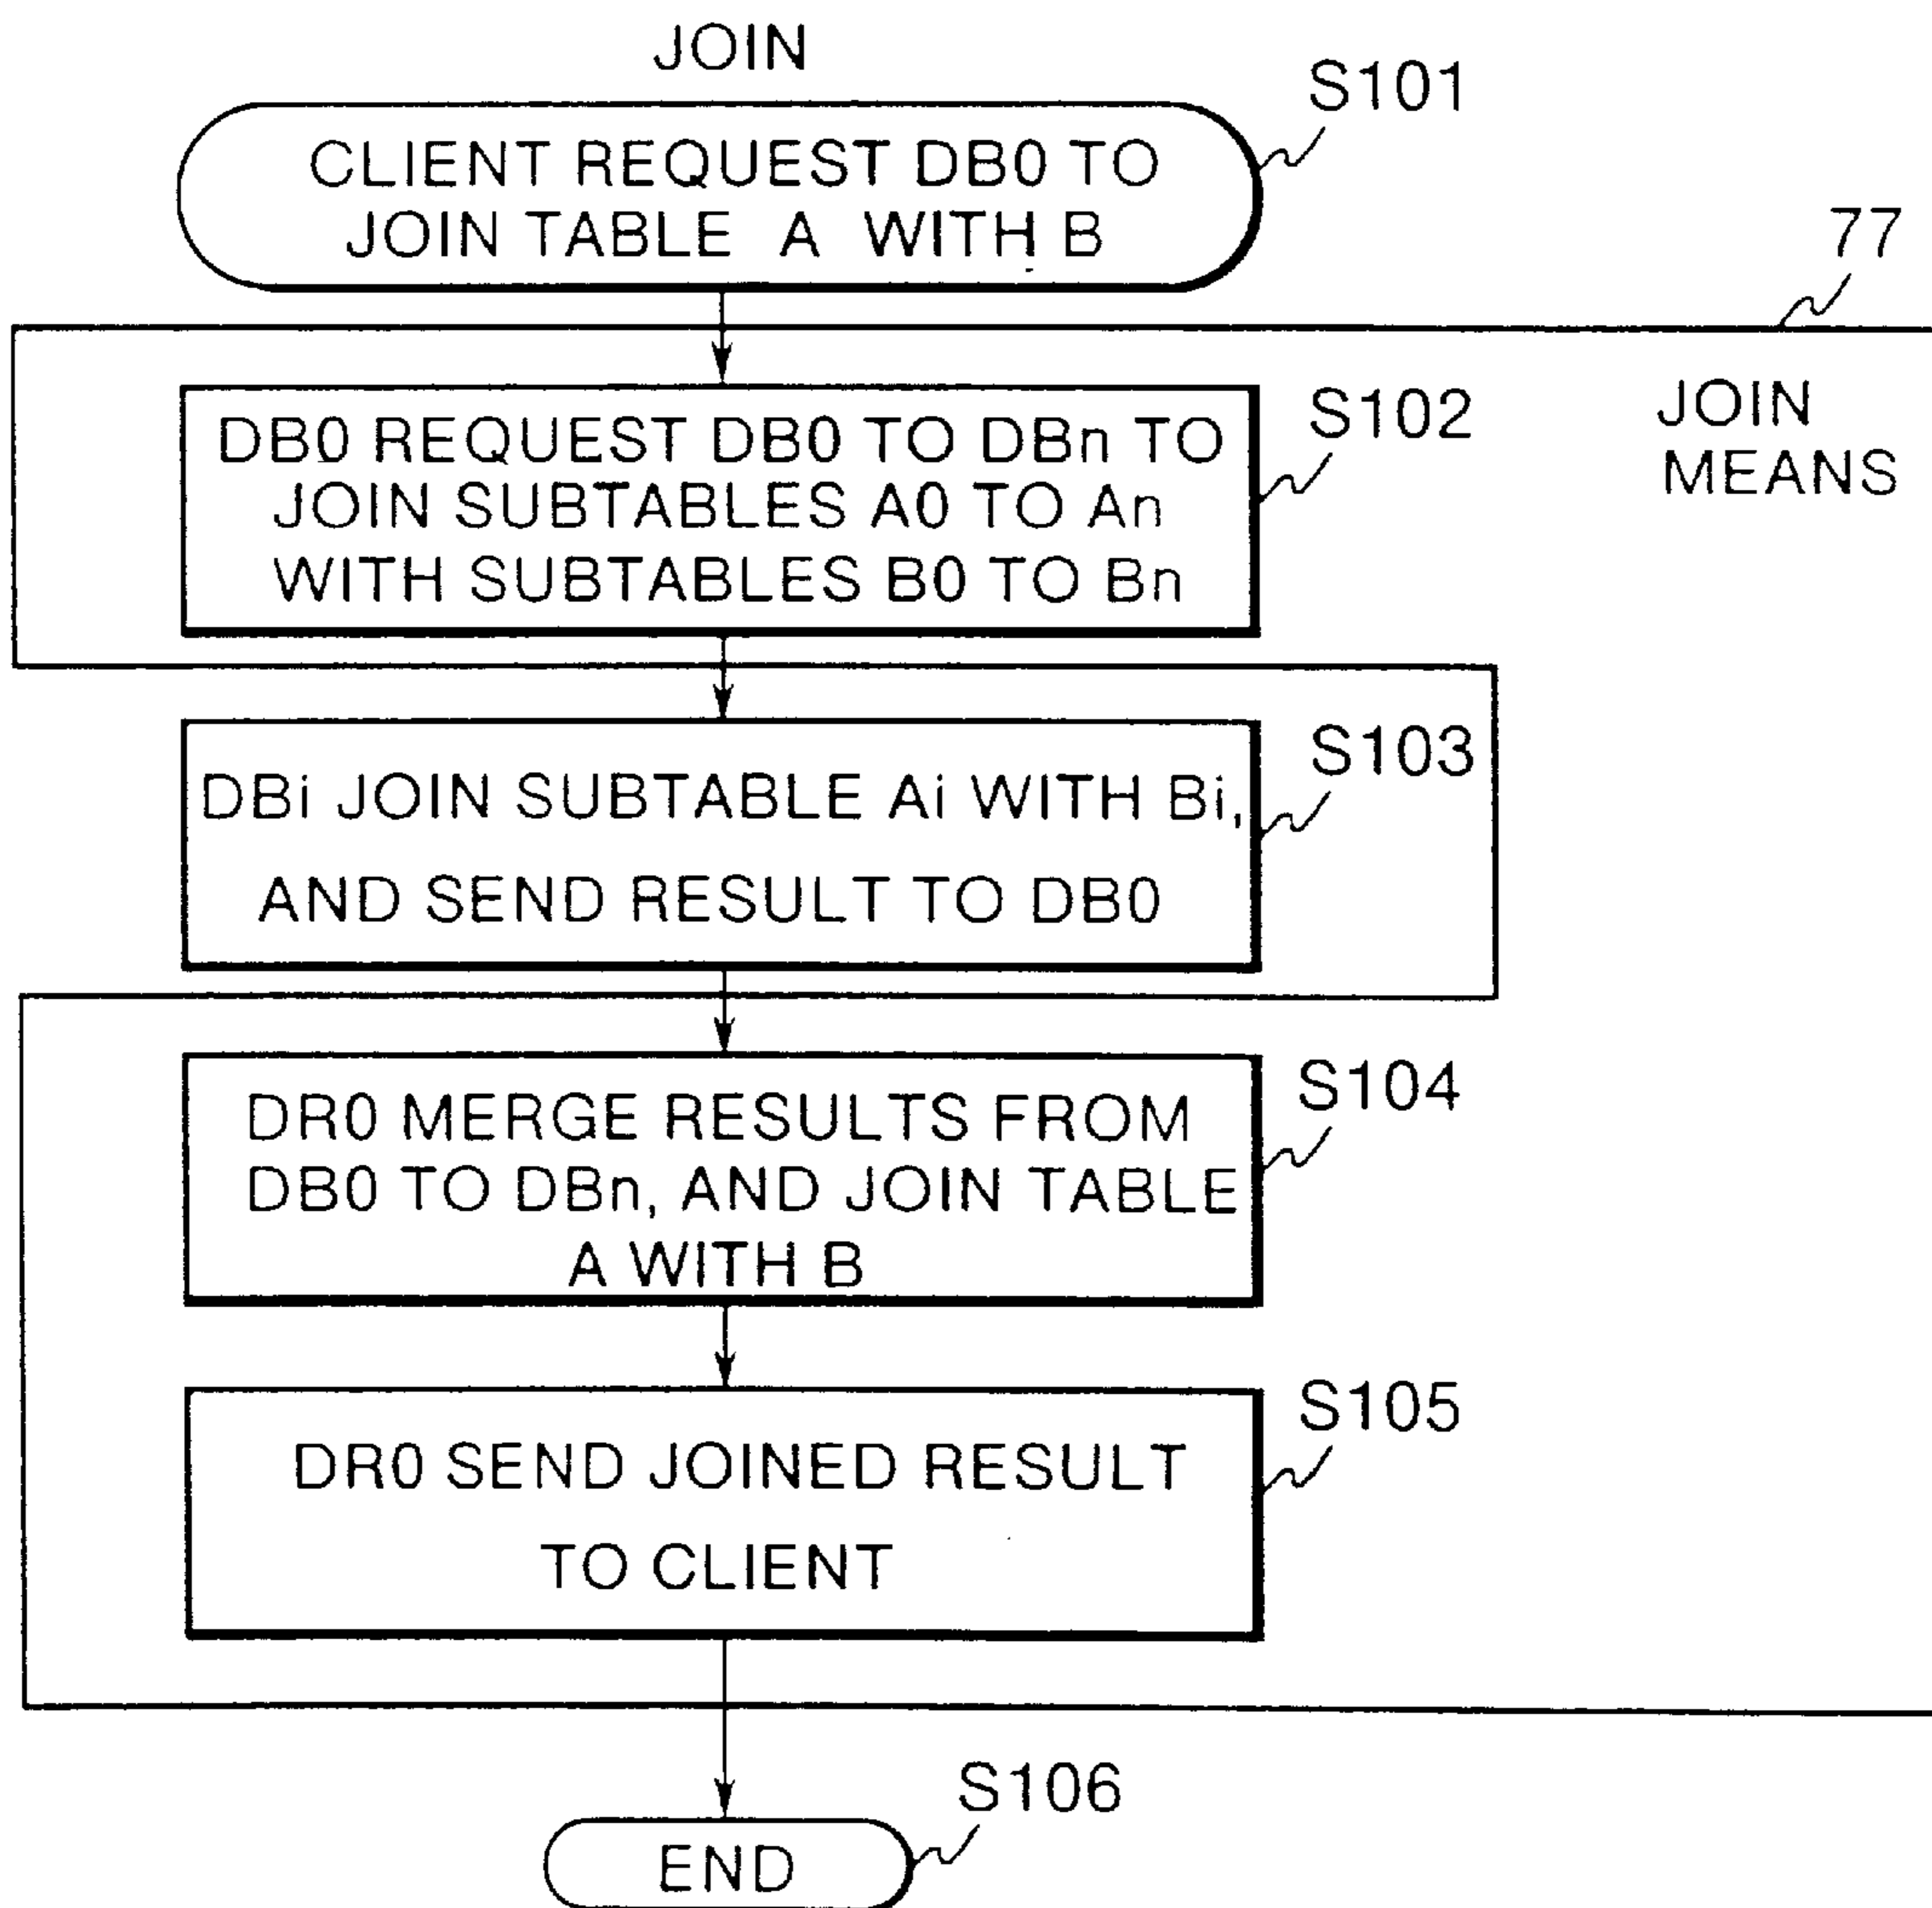 JOIN
S101
CLIENT REQUEST DB0 TO
JOIN TABLE A WITH B
77
JOIN
MEANS
S102
DB0 REQUEST DB0 TO DBn TO
JOIN SUBTABLES A0 TO An
WITH SUBTABLES B0 TO Bn
S103
DBi JOIN SUBTABLE Ai WITH Bi,
AND SEND RESULT TO DB0
S104
DR0 MERGE RESULTS FROM
DB0 TO DBn, AND JOIN TABLE
A WITH B
S105
DR0 SEND JOINED RESULT
TO CLIENT
S106
END